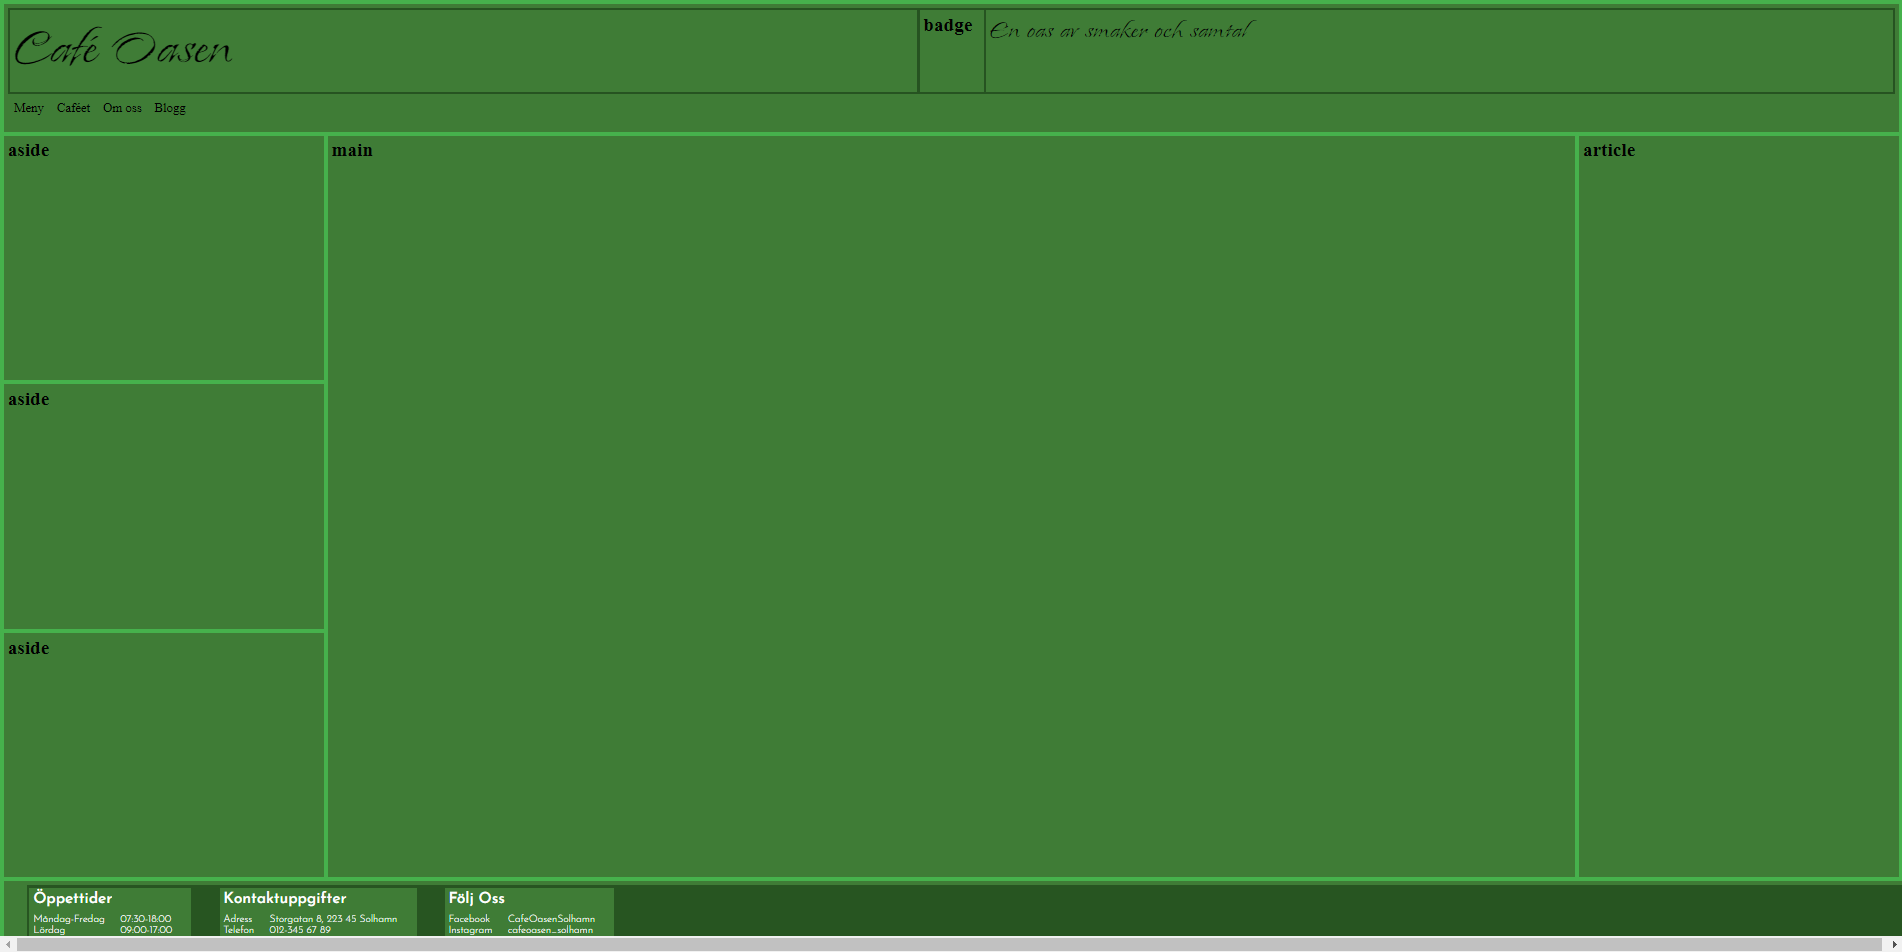 Café Oasen
badge
En oas av smaker och samtal
Meny Caféet Om oss Blogg
aside
main
article
aside
aside
Öppettider
Måndag-Fredag 07:30-18:00
Lördag 09:00-17:00
Kontaktuppgifter
Adress Storgatan 8, 223 45 Solhamn
Telefon 012-345 67 89
Följ Oss
Facebook CafeOasenSolhamn
Instagram cafeoasen_solhamn